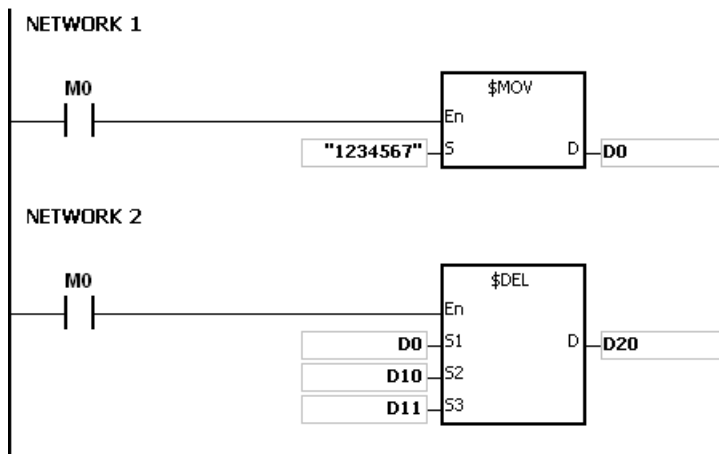 NETWORK 1
M0
$MOV
En
"1234567" S D D0
NETWORK 2
M0
$DEL
En
D0 S1 D D20
D10 S2
D11 S3